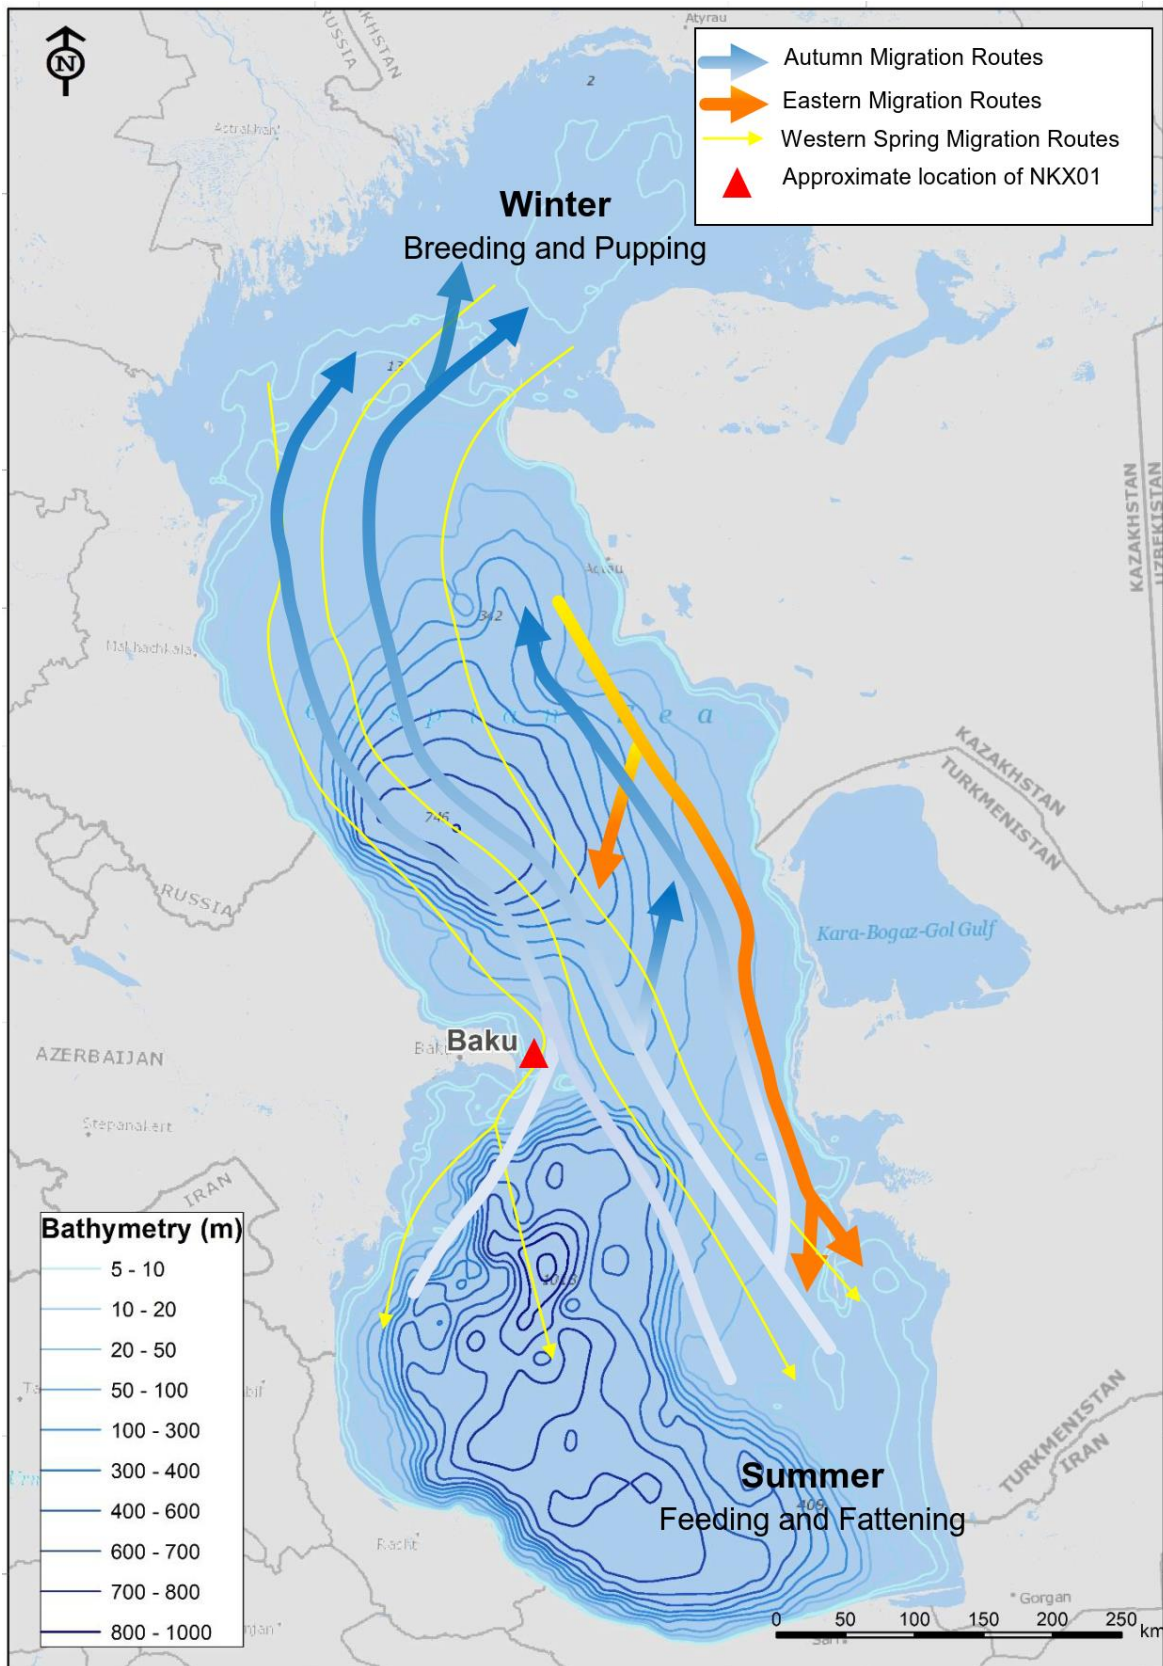 N
RUSSIA
KAZAKHSTAN
Atyrau
Autumn Migration Routes
Eastern Migration Routes
Western Spring Migration Routes
Approximate location of NKX01
2
Astrakhan
Winter
Breeding and Pupping
13
KAZAKHSTAN
UZBEKISTAN
Aqtau
342
Makhachkala
Caspian Sea
KAZAKHSTAN
TURKMENISTAN
746
RUSSIA
Kara-Bogaz-Gol Gulf
Baku
Baku
AZERBAIJAN
Stepanakert
IRAN
Bathymetry (m)
5 - 10
10 - 20
20 - 50
50 - 100
100 - 300
300 - 400
400 - 600
600 - 700
700 - 800
800 - 1000
TURKMENISTAN
IRAN
Summer
409
Feeding and Fattening
Rasht
Gorgan
Sari
0 50 100 150 200 250
km